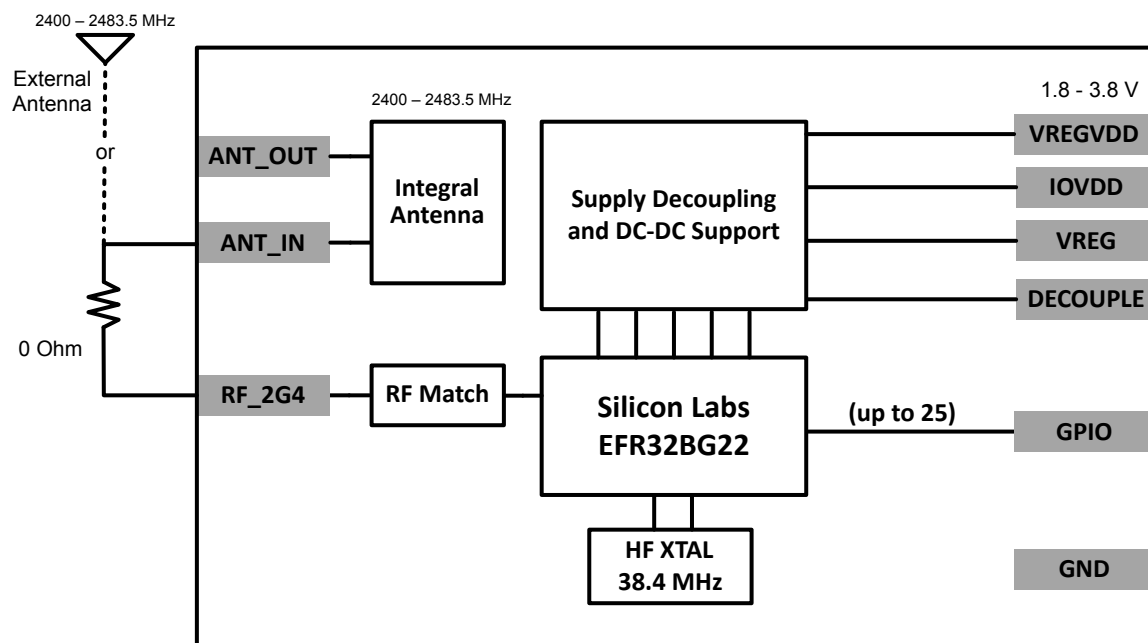 2400 – 2483.5 MHz
External
Antenna
or
0 Ohm
ANT_OUT
ANT_IN
RF_2G4
2400 – 2483.5 MHz
Integral
Antenna
RF Match
Supply Decoupling
and DC-DC Support
Silicon Labs
EFR32BG22
HF XTAL
38.4 MHz
(up to 25)
1.8 - 3.8 V
VREGVDD
IOVDD
VREG
DECOUPLE
GPIO
GND